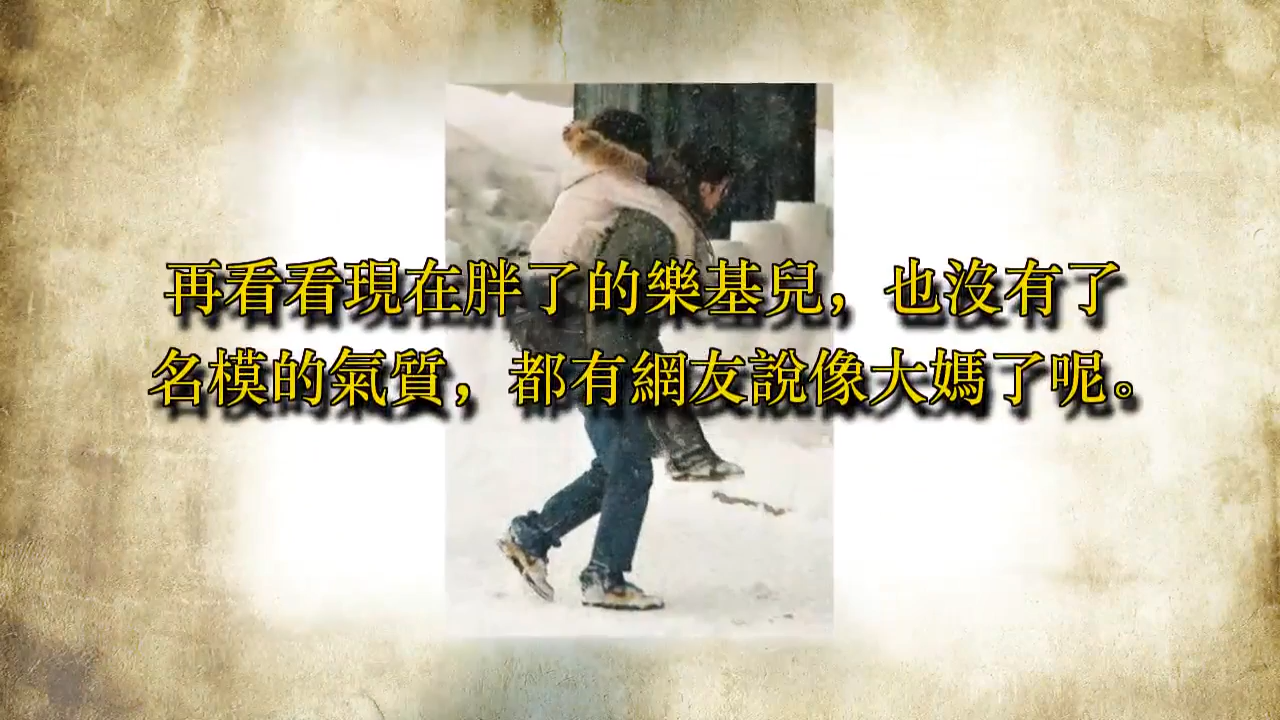 再看看現在胖了的樂基兒，也沒有了
名模的氣质，都有網友說像大媽了呢。